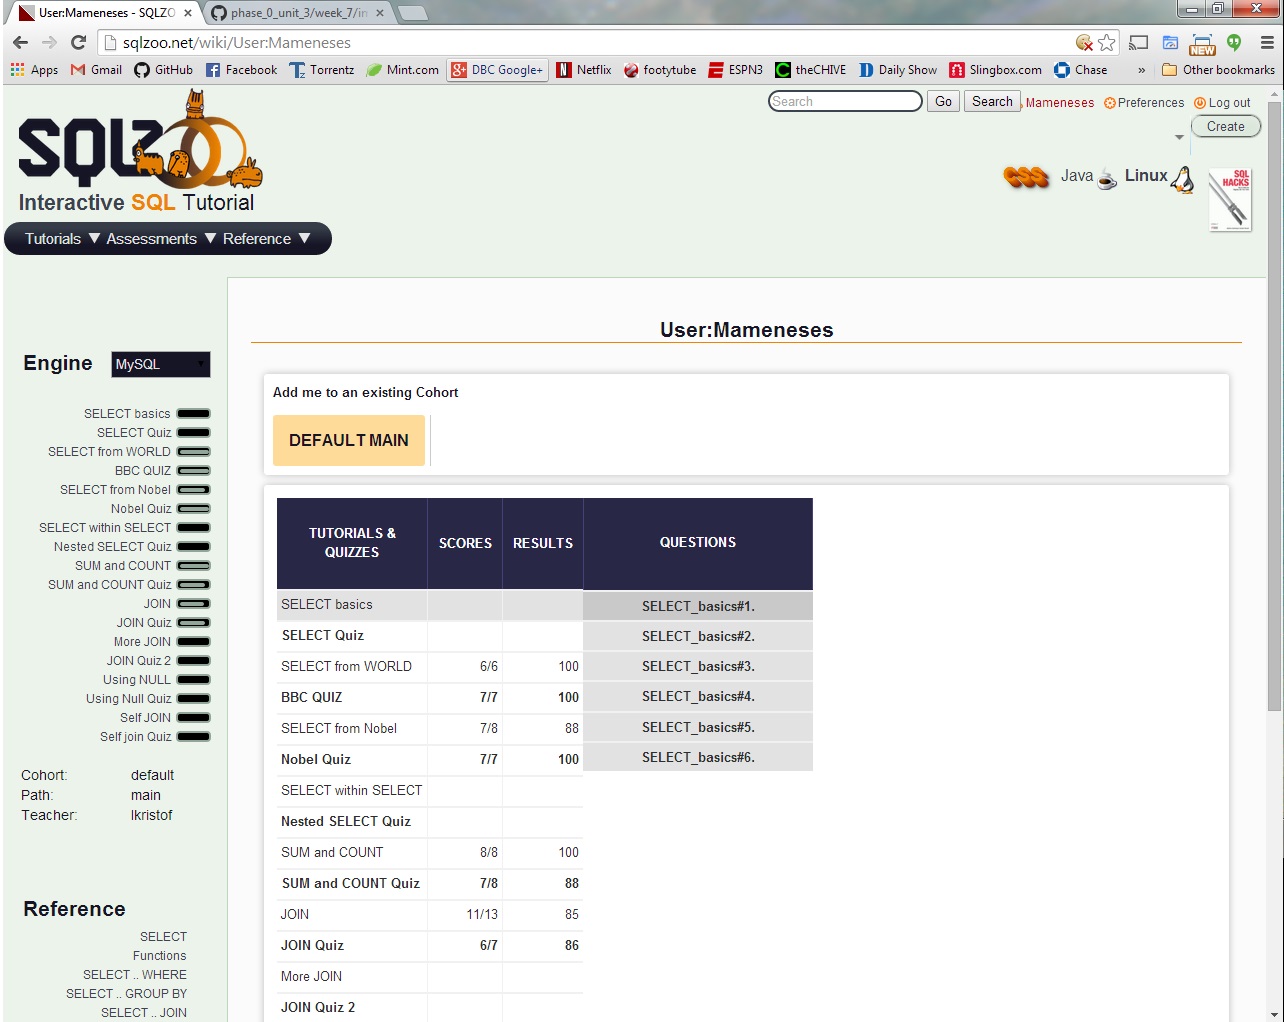 User:Mameneses - SQLZO
phase_0_unit_3/week_7/in
sqlzoo.net/wiki/User:Mameneses
NEW
Apps Gmail GitHub Facebook Torrentz Mint.com DBC Google+ Netflix footytube ESPN3 theCHIVE Daily Show Slingbox.com Chase » Other bookmarks
Search Go Search Mameneses Preferences Log out
Create
SQLZOO
Interactive SQL Tutorial
CSS Java Linux SQL HACKS
Tutorials ▼ Assessments ▼ Reference ▼
User:Mameneses
Engine MySQL
SELECT basics
SELECT Quiz
SELECT from WORLD
BBC QUIZ
SELECT from Nobel
Nobel Quiz
SELECT within SELECT
Nested SELECT Quiz
SUM and COUNT
SUM and COUNT Quiz
JOIN
JOIN Quiz
More JOIN
JOIN Quiz 2
Using NULL
Using Null Quiz
Self JOIN
Self join Quiz
Cohort: default
Path: main
Teacher: lkristof
Reference
SELECT
Functions
SELECT .. WHERE
SELECT .. GROUP BY
SELECT .. JOIN
Add me to an existing Cohort
DEFAULT MAIN
TUTORIALS & QUIZZES SCORES RESULTS QUESTIONS
SELECT basics SELECT_basics#1.
SELECT Quiz SELECT_basics#2.
SELECT from WORLD 6/6 100 SELECT_basics#3.
BBC QUIZ 7/7 100 SELECT_basics#4.
SELECT from Nobel 7/8 88 SELECT_basics#5.
Nobel Quiz 7/7 100 SELECT_basics#6.
SELECT within SELECT
Nested SELECT Quiz
SUM and COUNT 8/8 100
SUM and COUNT Quiz 7/8 88
JOIN 11/13 85
JOIN Quiz 6/7 86
More JOIN
JOIN Quiz 2